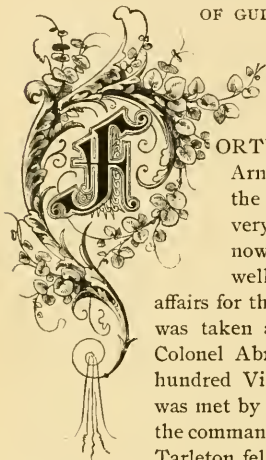 OF GUI
F
ORT
Arn
the
very
now
well
affairs for th
was taken a
Colonel Abr
hundred Vi
was met by
the comman
Tarleton fel